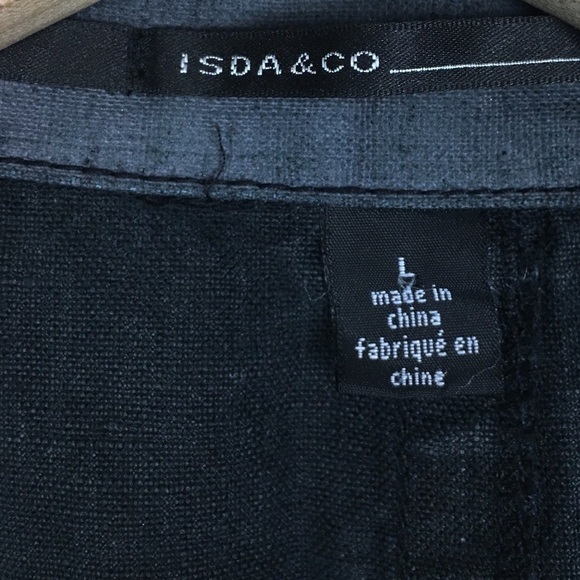 ISDA&CO
L
made in
china
fabriqué en
chine